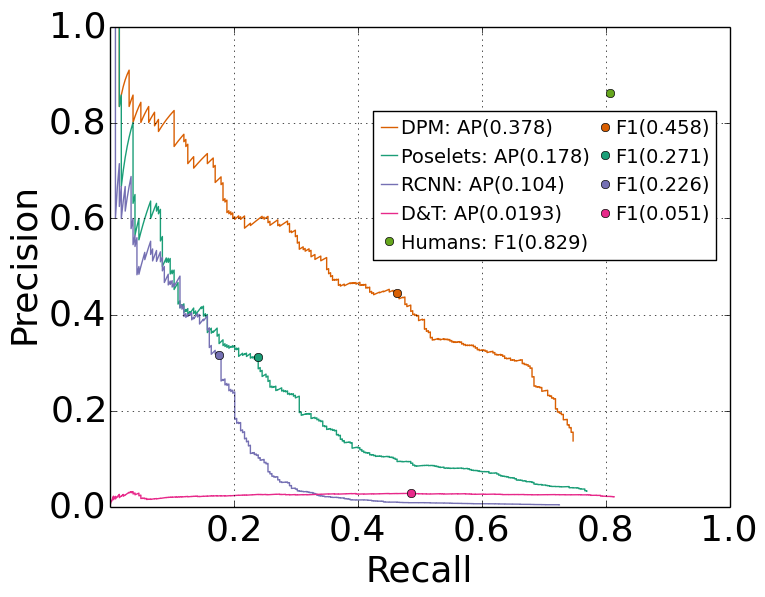 1.0
0.8
0.6
0.4
0.2
0.0
Precision
DPM: AP(0.378) F1(0.458)
Poselets: AP(0.178) F1(0.271)
RCNN: AP(0.104) F1(0.226)
D&T: AP(0.0193) F1(0.051)
Humans: F1(0.829)
0.2 0.4 0.6 0.8 1.0
Recall